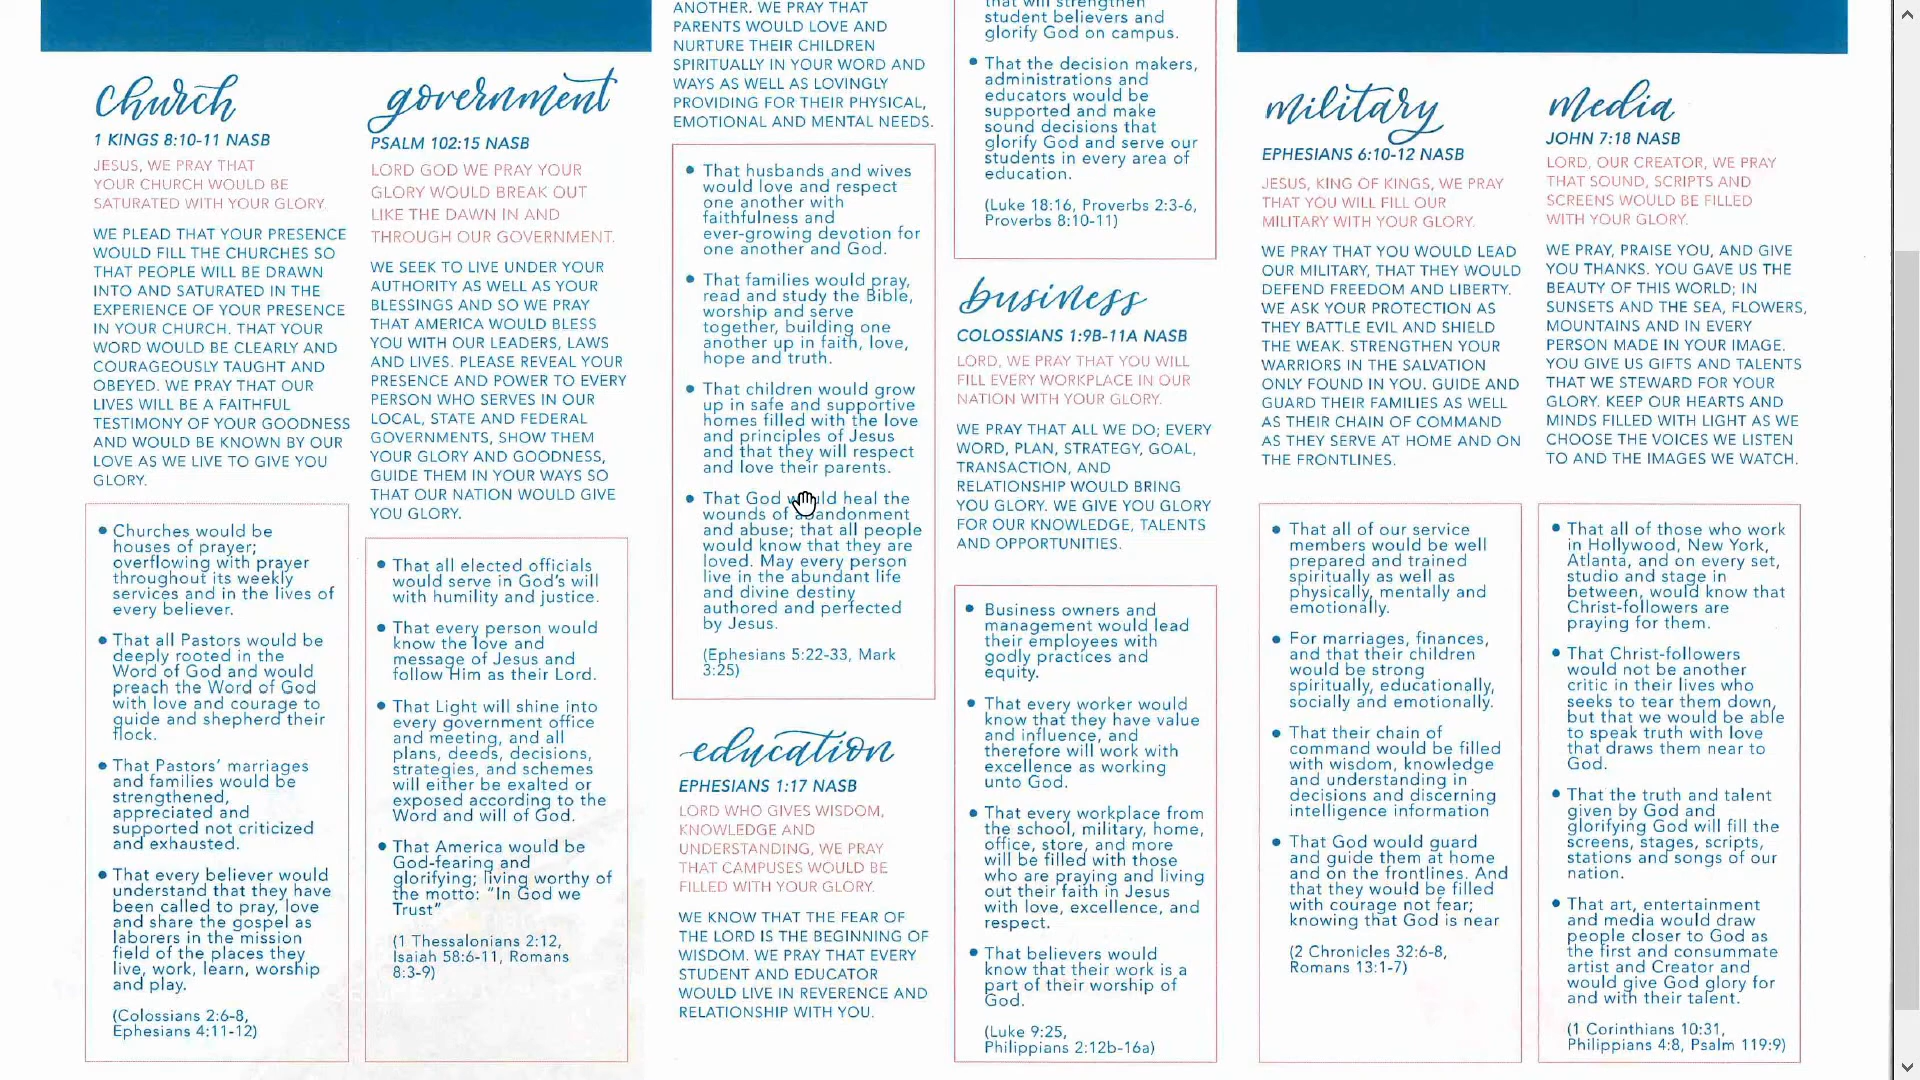 church
1 KINGS 8:10-11 NASB
JESUS, WE PRAY THAT
YOUR CHURCH WOULD BE
SATURATED WITH YOUR GLORY.
WE PLEAD THAT YOUR PRESENCE
WOULD FILL THE CHURCHES SO
THAT PEOPLE WILL BE DRAWN
INTO AND SATURATED IN THE
EXPERIENCE OF YOUR PRESENCE
IN YOUR CHURCH. THAT YOUR
WORD WOULD BE CLEARLY AND
COURAGEOUSLY TAUGHT AND
OBEYED. WE PRAY THAT OUR
LIVES WILL BE A FAITHFUL
TESTIMONY OF YOUR GOODNESS
AND WOULD BE KNOWN BY OUR
LOVE AS WE LIVE TO GIVE YOU
GLORY.
• Churches would be
houses of prayer;
overflowing with prayer
throughout its weekly
services and in the lives of
every believer.
• That all Pastors would be
deeply rooted in the
Word of God and would
preach the Word of God
with love and courage to
guide and shepherd their
flock.
• That Pastors' marriages
and families would be
strengthened,
appreciated and
supported not criticized
and exhausted.
• That every believer would
understand that they have
been called to pray, love
and share the gospel as
laborers in the mission
field of the places they
live, work, learn, worship
and play.
(Colossians 2:6-8,
Ephesians 4:11-12)
government
PSALM 102:15 NASB
LORD GOD WE PRAY YOUR
GLORY WOULD BREAK OUT
LIKE THE DAWN IN AND
THROUGH OUR GOVERNMENT.
WE SEEK TO LIVE UNDER YOUR
AUTHORITY AS WELL AS YOUR
BLESSINGS AND SO WE PRAY
THAT AMERICA WOULD BLESS
YOU WITH OUR LEADERS, LAWS
AND LIVES. PLEASE REVEAL YOUR
PRESENCE AND POWER TO EVERY
PERSON WHO SERVES IN OUR
LOCAL, STATE AND FEDERAL
GOVERNMENTS, SHOW THEM
YOUR GLORY AND GOODNESS,
GUIDE THEM IN YOUR WAYS SO
THAT OUR NATION WOULD GIVE
YOU GLORY.
• That all elected officials
would serve in God's will
with humility and justice.
• That every person would
know the love and
message of Jesus and
follow Him as their Lord.
• That Light will shine into
every government office
and meeting, and all
plans, deeds, decisions,
strategies, and schemes
will either be exalted or
exposed according to the
Word and will of God.
• That America would be
God-fearing and
glorifying; living worthy of
the motto: "In God we
Trust"
(1 Thessalonians 2:12,
Isaiah 58:6-11, Romans
8:3-9)
ANOTHER. WE PRAY THAT
PARENTS WOULD LOVE AND
NURTURE THEIR CHILDREN
SPIRITUALLY IN YOUR WORD AND
WAYS AS WELL AS LOVINGLY
PROVIDING FOR THEIR PHYSICAL,
EMOTIONAL AND MENTAL NEEDS.
• That husbands and wives
would love and respect
one another with
faithfulness and
ever-growing devotion for
one another and God.
• That families would pray,
read and study the Bible,
worship and serve
together, building one
another up in faith, love,
hope and truth.
• That children would grow
up in safe and supportive
homes filled with the love
and principles of Jesus
and that they will respect
and love their parents.
• That God would heal the
wounds of abandonment
and abuse; that all people
would know that they are
loved. May every person
live in the abundant life
and divine destiny
authored and perfected
by Jesus.
(Ephesians 5:22-33, Mark
3:25)
education
EPHESIANS 1:17 NASB
LORD WHO GIVES WISDOM,
KNOWLEDGE AND
UNDERSTANDING, WE PRAY
THAT CAMPUSES WOULD BE
FILLED WITH YOUR GLORY.
WE KNOW THAT THE FEAR OF
THE LORD IS THE BEGINNING OF
WISDOM. WE PRAY THAT EVERY
STUDENT AND EDUCATOR
WOULD LIVE IN REVERENCE AND
RELATIONSHIP WITH YOU.
that will strengthen
student believers and
glorify God on campus.
• That the decision makers,
administrations and
educators would be
supported and make
sound decisions that
glorify God and serve our
students in every area of
education.
(Luke 18:16, Proverbs 2:3-6,
Proverbs 8:10-11)
business
COLOSSIANS 1:9B-11A NASB
LORD, WE PRAY THAT YOU WILL
FILL EVERY WORKPLACE IN OUR
NATION WITH YOUR GLORY.
WE PRAY THAT ALL WE DO; EVERY
WORD, PLAN, STRATEGY, GOAL,
TRANSACTION, AND
RELATIONSHIP WOULD BRING
YOU GLORY. WE GIVE YOU GLORY
FOR OUR KNOWLEDGE, TALENTS
AND OPPORTUNITIES.
• Business owners and
management would lead
their employees with
godly practices and
equity.
• That every worker would
know that they have value
and influence, and
therefore will work with
excellence as working
unto God.
• That every workplace from
the school, military, home,
office, store, and more
will be filled with those
who are praying and living
out their faith in Jesus
with love, excellence, and
respect.
• That believers would
know that their work is a
part of their worship of
God.
(Luke 9:25,
Philippians 2:12b-16a)
military
EPHESIANS 6:10-12 NASB
JESUS, KING OF KINGS, WE PRAY
THAT YOU WILL FILL OUR
MILITARY WITH YOUR GLORY.
WE PRAY THAT YOU WOULD LEAD
OUR MILITARY, THAT THEY WOULD
DEFEND FREEDOM AND LIBERTY.
WE ASK YOUR PROTECTION AS
THEY BATTLE EVIL AND SHIELD
THE WEAK. STRENGTHEN YOUR
WARRIORS IN THE SALVATION
ONLY FOUND IN YOU. GUIDE AND
GUARD THEIR FAMILIES AS WELL
AS THEIR CHAIN OF COMMAND
AS THEY SERVE AT HOME AND ON
THE FRONTLINES.
• That all of our service
members would be well
prepared and trained
spiritually as well as
physically, mentally and
emotionally.
• For marriages, finances,
and that their children
would be strong
spiritually, educationally,
socially and emotionally.
• That their chain of
command would be filled
with wisdom, knowledge
and understanding in
decisions and discerning
intelligence information
• That God would guard
and guide them at home
and on the frontlines. And
that they would be filled
with courage not fear;
knowing that God is near
(2 Chronicles 32:6-8,
Romans 13:1-7)
media
JOHN 7:18 NASB
LORD, OUR CREATOR, WE PRAY
THAT SOUND, SCRIPTS AND
SCREENS WOULD BE FILLED
WITH YOUR GLORY.
WE PRAY, PRAISE YOU, AND GIVE
YOU THANKS. YOU GAVE US THE
BEAUTY OF THIS WORLD; IN
SUNSETS AND THE SEA, FLOWERS,
MOUNTAINS AND IN EVERY
PERSON MADE IN YOUR IMAGE.
YOU GIVE US GIFTS AND TALENTS
THAT WE STEWARD FOR YOUR
GLORY. KEEP OUR HEARTS AND
MINDS FILLED WITH LIGHT AS WE
CHOOSE THE VOICES WE LISTEN
TO AND THE IMAGES WE WATCH.
• That all of those who work
in Hollywood, New York,
Atlanta, and on every set,
studio and stage in
between, would know that
Christ-followers are
praying for them.
• That Christ-followers
would not be another
critic in their lives who
seeks to tear them down,
but that we would be able
to speak truth with love
that draws them near to
God.
• That the truth and talent
given by God and
glorifying God will fill the
screens, stages, scripts,
stations and songs of our
nation.
• That art, entertainment
and media would draw
people closer to God as
the first and consummate
artist and Creator and
would give God glory for
and with their talent.
(1 Corinthians 10:31,
Philippians 4:8, Psalm 119:9)